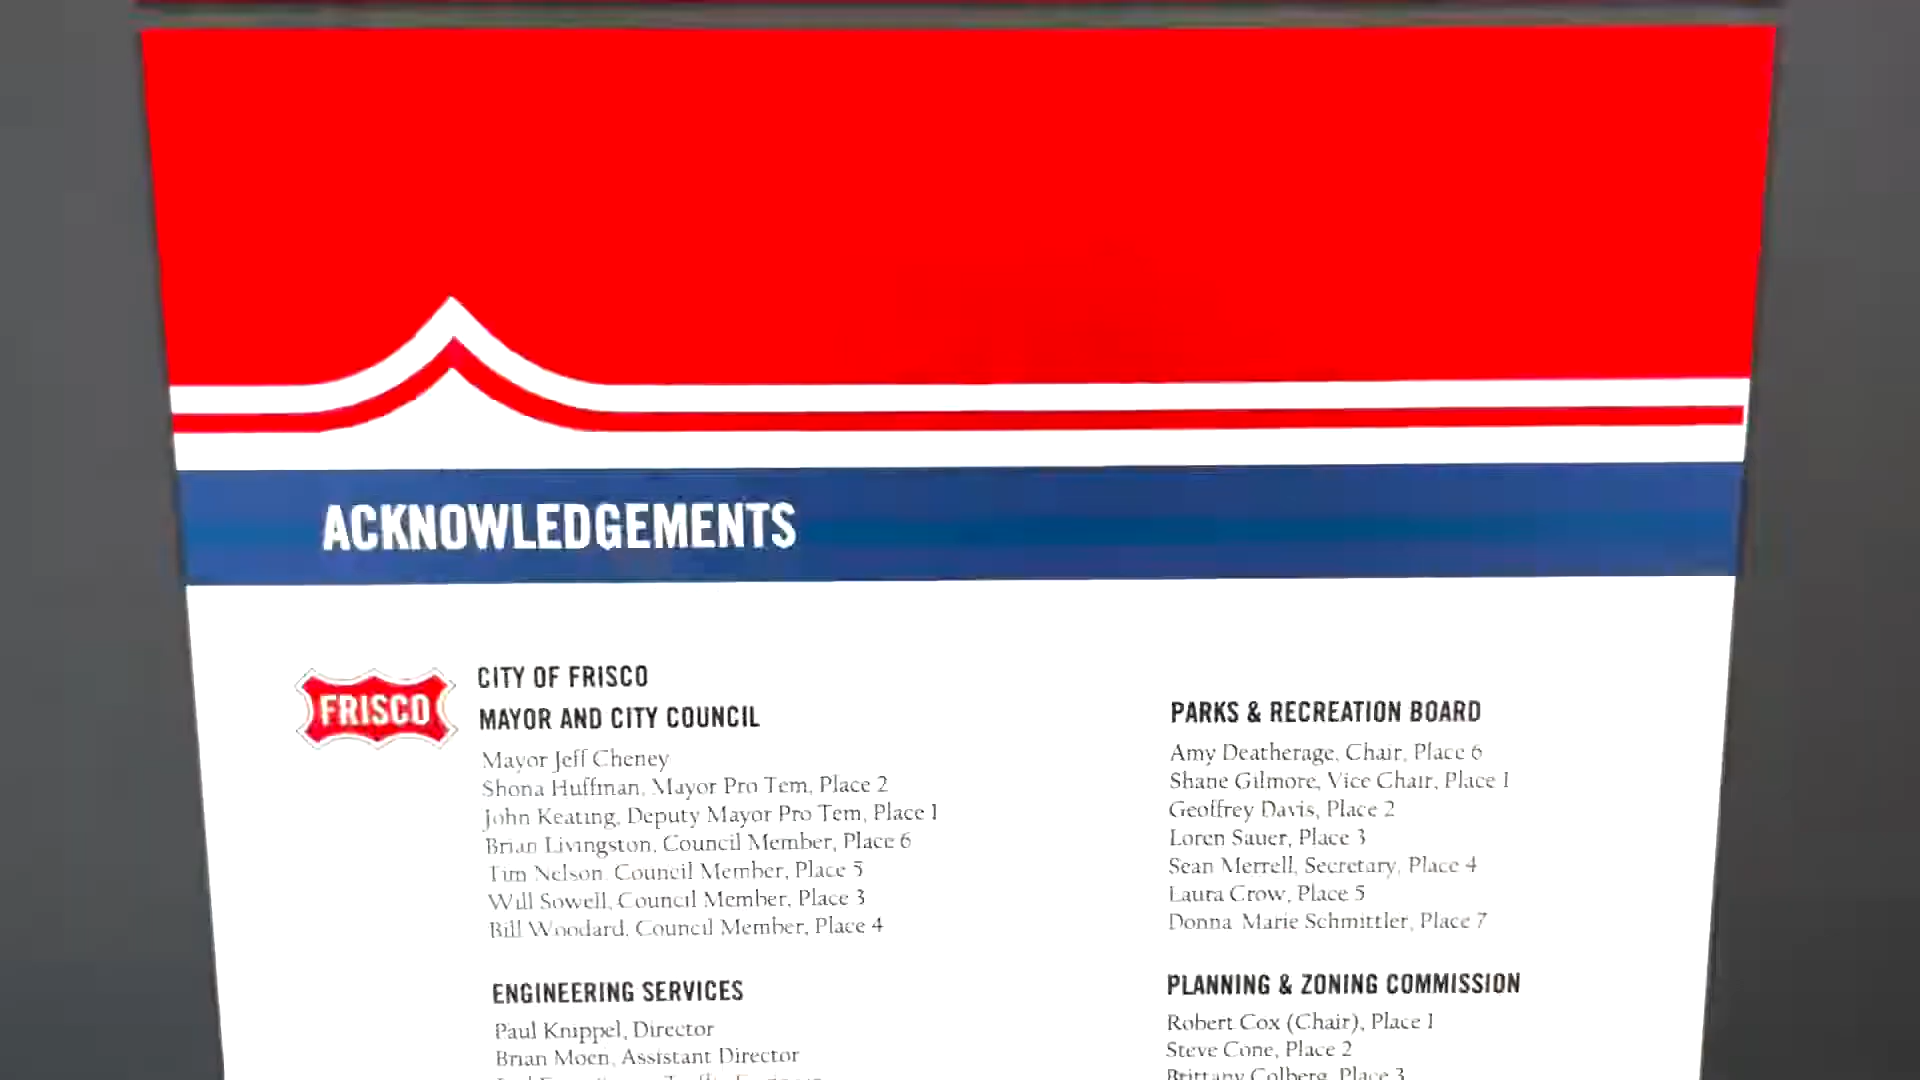 ACKNOWLEDGEMENTS
FRISCO
CITY OF FRISCO
MAYOR AND CITY COUNCIL
Mayor Jeff Cheney
Shona Huffman, Mayor Pro Tem, Place 2
John Keating, Deputy Mayor Pro Tem, Place 1
Brian Livingston, Council Member, Place 6
Tim Nelson, Council Member, Place 5
Will Sowell, Council Member, Place 3
Bill Woodard, Council Member, Place 4
ENGINEERING SERVICES
Paul Knippel, Director
Brian Moen, Assistant Director
PARKS & RECREATION BOARD
Amy Deatherage, Chair, Place 6
Shane Gilmore, Vice Chair, Place 1
Geoffrey Davis, Place 2
Loren Sauer, Place 3
Sean Merrell, Secretary, Place 4
Laura Crow, Place 5
Donna Marie Schmittler, Place 7
PLANNING & ZONING COMMISSION
Robert Cox (Chair), Place 1
Steve Cone, Place 2
Brittany Colberg, Place 3